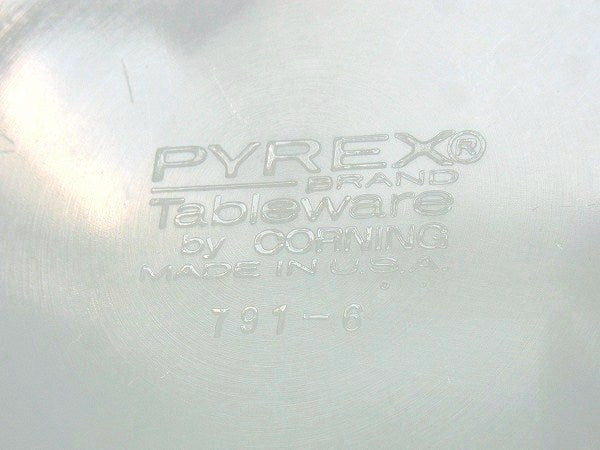 PYREX®
BRAND
Tableware
by CORNING
MADE IN U.S.A.
791-6